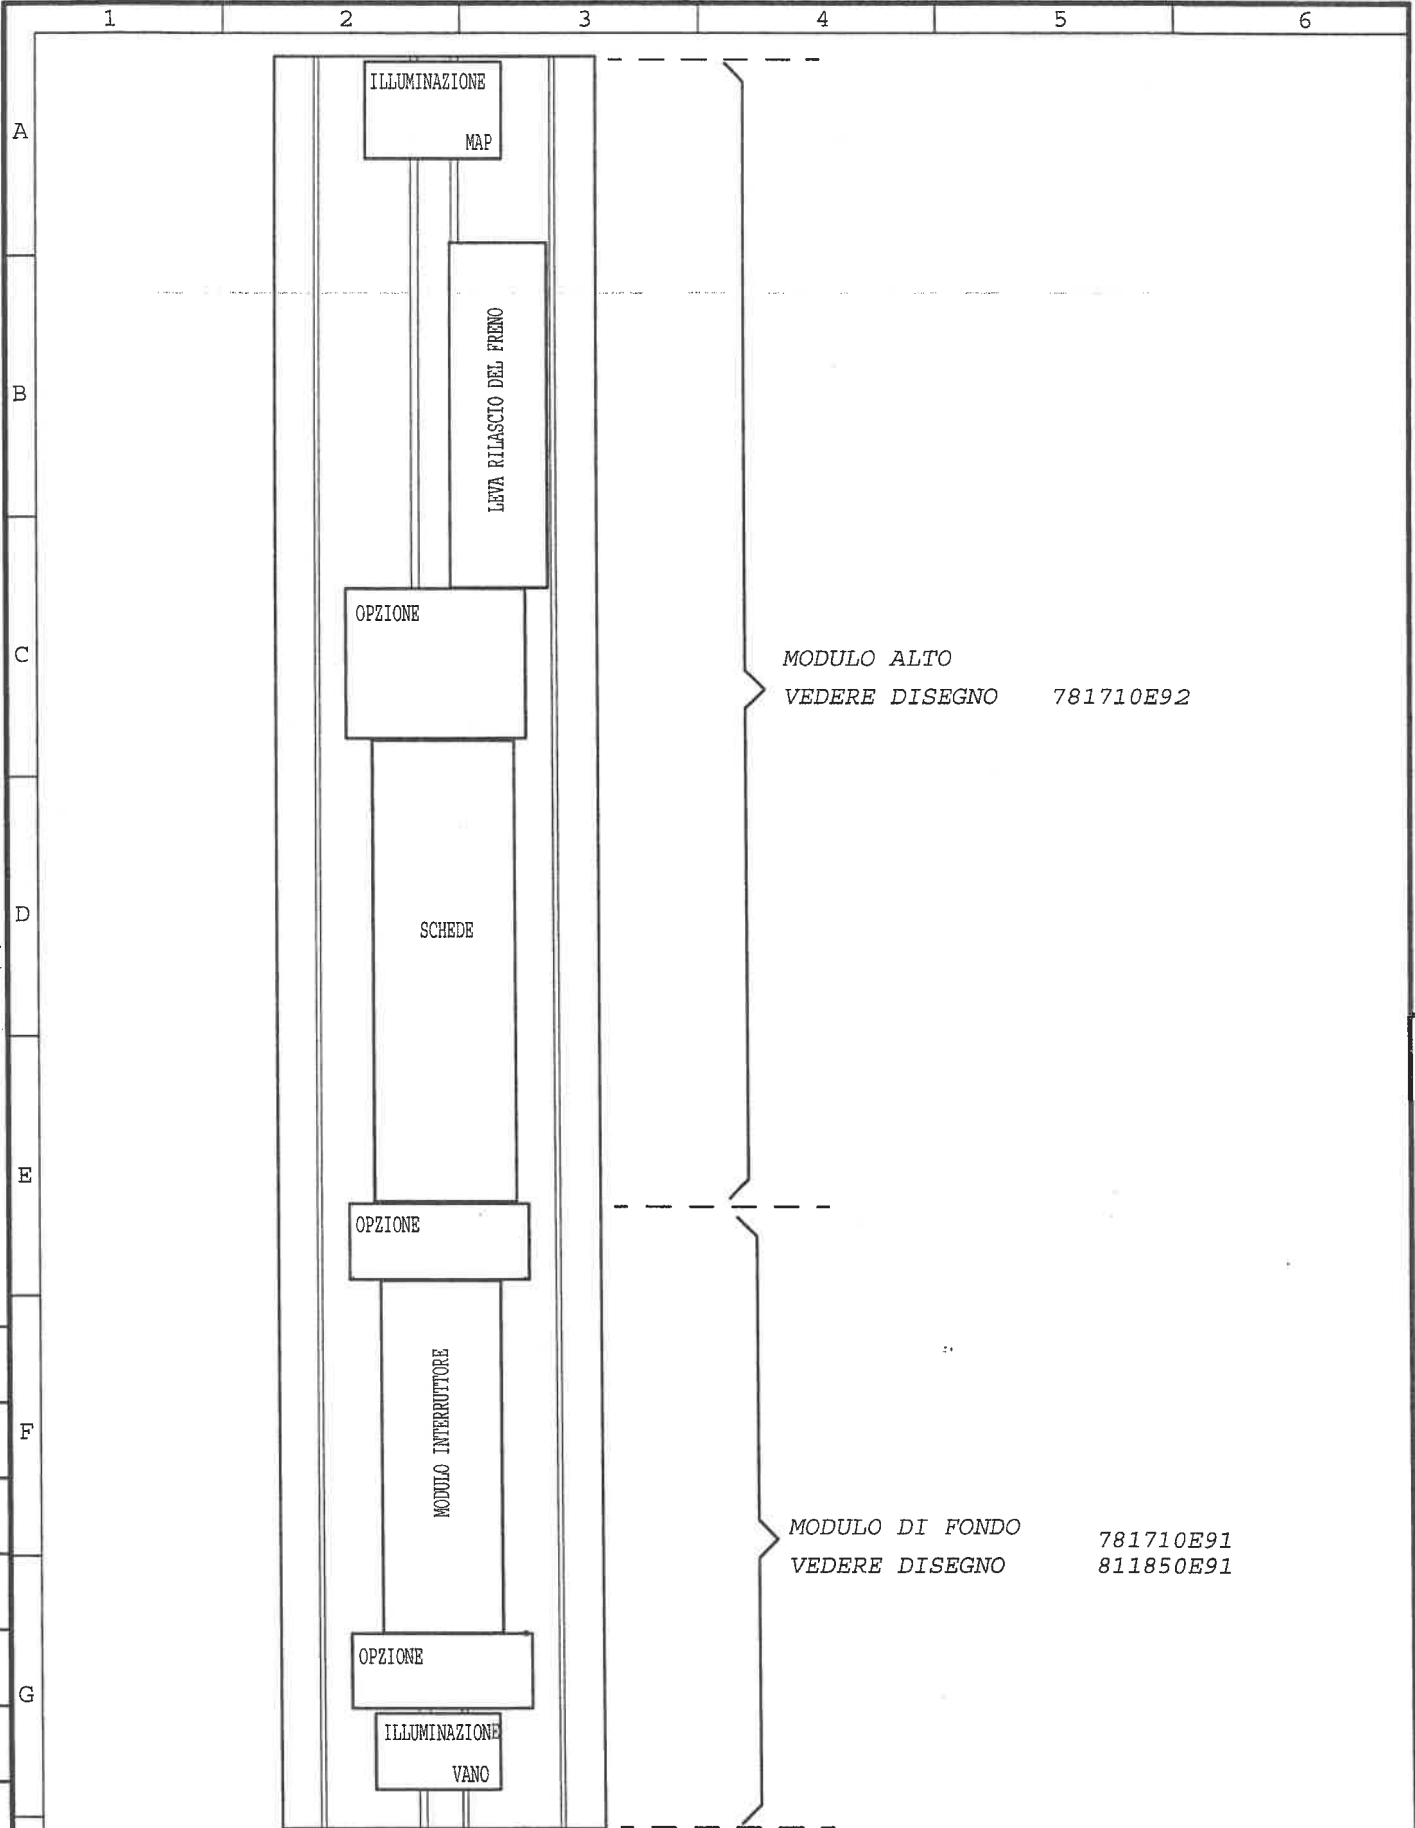 1 2 3 4 5 6
A
B
C
D
E
F
G
ILLUMINAZIONE
MAP
LEVA RILASCIO DEL FRENO
OPZIONE
MODULO ALTO
VEDERE DISEGNO 781710E92
SCHEDE
OPZIONE
MODULO INTERRUTTORE
MODULO DI FONDO 781710E91
VEDERE DISEGNO 811850E91
OPZIONE
ILLUMINAZIONE
VANO